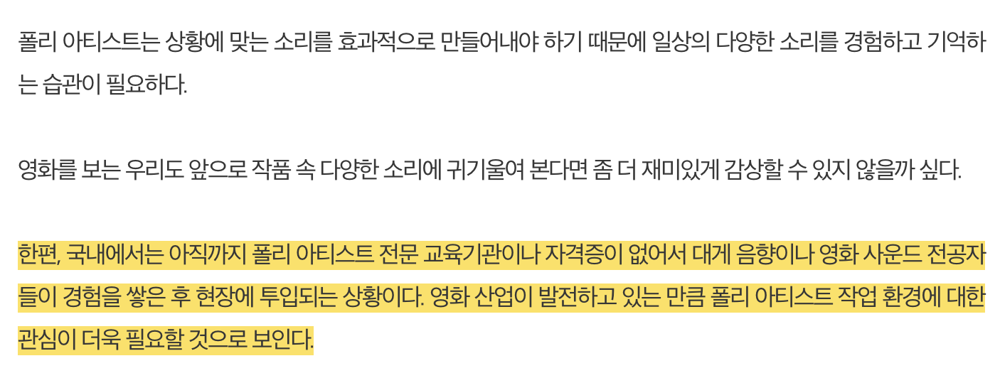 폴리 아티스트는 상황에 맞는 소리를 효과적으로 만들어내야 하기 때문에 일상의 다양한 소리를 경험하고 기억하
는 습관이 필요하다.
영화를 보는 우리도 앞으로 작품 속 다양한 소리에 귀기울여 본다면 좀 더 재미있게 감상할 수 있지 않을까 싶다.
한편, 국내에서는 아직까지 폴리 아티스트 전문 교육기관이나 자격증이 없어서 대게 음향이나 영화 사운드 전공자
들이 경험을 쌓은 후 현장에 투입되는 상황이다. 영화 산업이 발전하고 있는 만큼 폴리 아티스트 작업 환경에 대한
관심이 더욱 필요할 것으로 보인다.